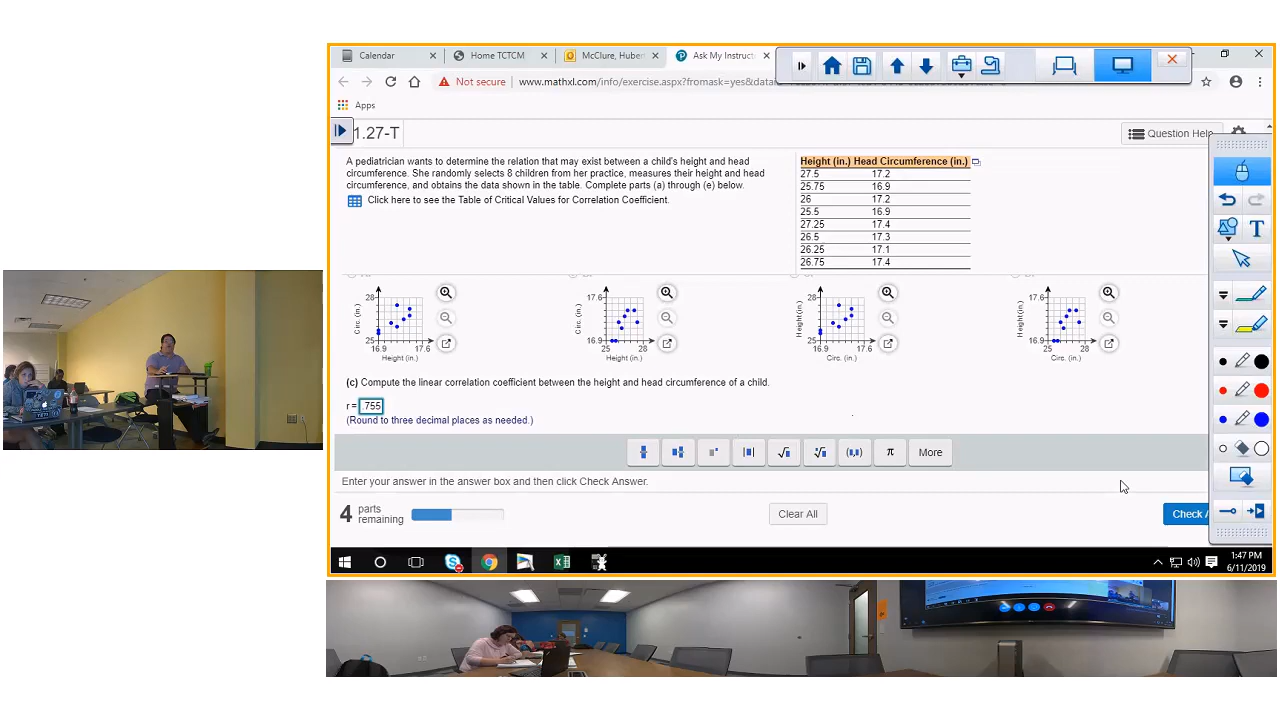 Calendar
Home TCTCM
McClure, Huber
Ask My Instruct
Not secure
www.mathxl.com/info/exercise.aspx?fromask=yes&data
Apps
1.27-T
Question Help
A pediatrician wants to determine the relation that may exist between a child's height and head
circumference. She randomly selects 8 children from her practice, measures their height and head
circumference, and obtains the data shown in the table. Complete parts (a) through (e) below.
Click here to see the Table of Critical Values for Correlation Coefficient.
Height (in.) Head Circumference (in.)
27.5 17.2
25.75 16.9
26 17.2
25.5 16.9
27.25 17.4
26.5 17.3
26.25 17.1
26.75 17.4
28
Circ. (in.)
25
16.9 17.6
Height (in.)
17.6
Circ. (in.)
16.9
25 28
Height (in.)
28
Height(in.)
25
16.9 17.6
Circ. (in.)
17.6
Height(in.)
16.9
25 28
Circ. (in.)
(c) Compute the linear correlation coefficient between the height and head circumference of a child.
r = .755
(Round to three decimal places as needed.)
More
Enter your answer in the answer box and then click Check Answer.
4 parts
remaining
Clear All
Check A
T
1:47 PM
6/11/2019